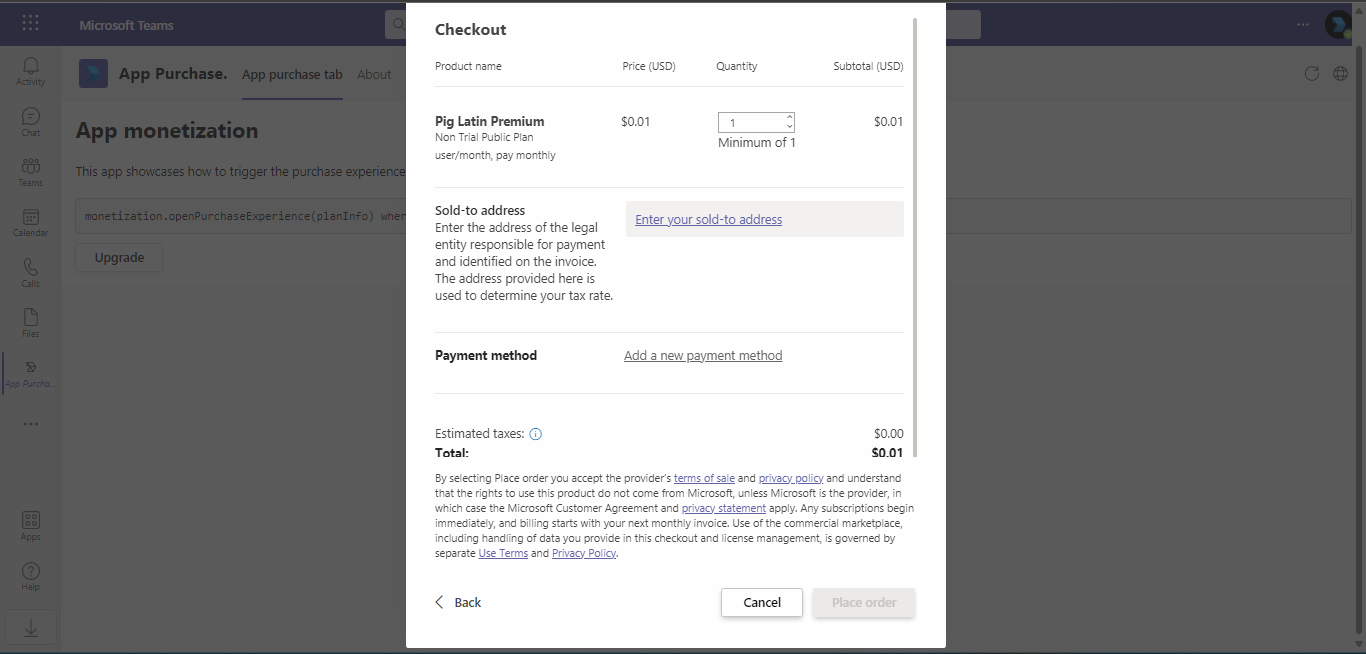 Microsoft Teams
Activity
Chat
Teams
Calendar
Calls
Files
App Purcha...
Apps
Help
App Purchase.
App purchase tab
About
App monetization
This app showcases how to trigger the purchase experience
monetization.openPurchaseExperience(planInfo) wher
Upgrade
Checkout
Product name Price (USD) Quantity Subtotal (USD)
Pig Latin Premium $0.01 1 $0.01
Non Trial Public Plan Minimum of 1
user/month, pay monthly
Sold-to address
Enter the address of the legal
entity responsible for payment
and identified on the invoice.
The address provided here is
used to determine your tax rate.
Enter your sold-to address
Payment method Add a new payment method
Estimated taxes: $0.00
Total: $0.01
By selecting Place order you accept the provider's terms of sale and privacy policy and understand
that the rights to use this product do not come from Microsoft, unless Microsoft is the provider, in
which case the Microsoft Customer Agreement and privacy statement apply. Any subscriptions begin
immediately, and billing starts with your next monthly invoice. Use of the commercial marketplace,
including handling of data you provide in this checkout and license management, is governed by
separate Use Terms and Privacy Policy.
Back Cancel Place order